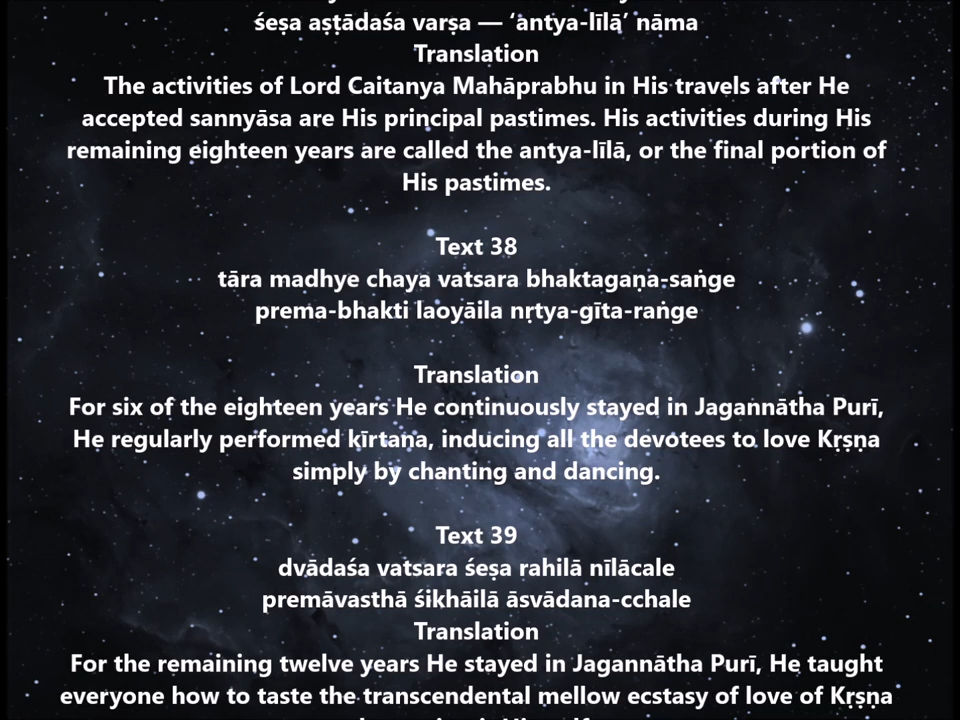 śeṣa aṣṭādaśa varṣa — ‘antya-līlā’ nāma
Translation
The activities of Lord Caitanya Mahāprabhu in His travels after He
accepted sannyāsa are His principal pastimes. His activities during His
remaining eighteen years are called the antya-līlā, or the final portion of
His pastimes.
Text 38
tāra madhye chaya vatsara bhaktagaṇa-saṅge
prema-bhakti laoyāila nṛtya-gīta-raṅge
Translation
For six of the eighteen years He continuously stayed in Jagannātha Purī,
He regularly performed kīrtana, inducing all the devotees to love Kṛṣṇa
simply by chanting and dancing.
Text 39
dvādaśa vatsara śeṣa rahilā nīlācale
premāvasthā śikhāilā āsvādana-cchale
Translation
For the remaining twelve years He stayed in Jagannātha Purī, He taught
everyone how to taste the transcendental mellow ecstasy of love of Kṛṣṇa